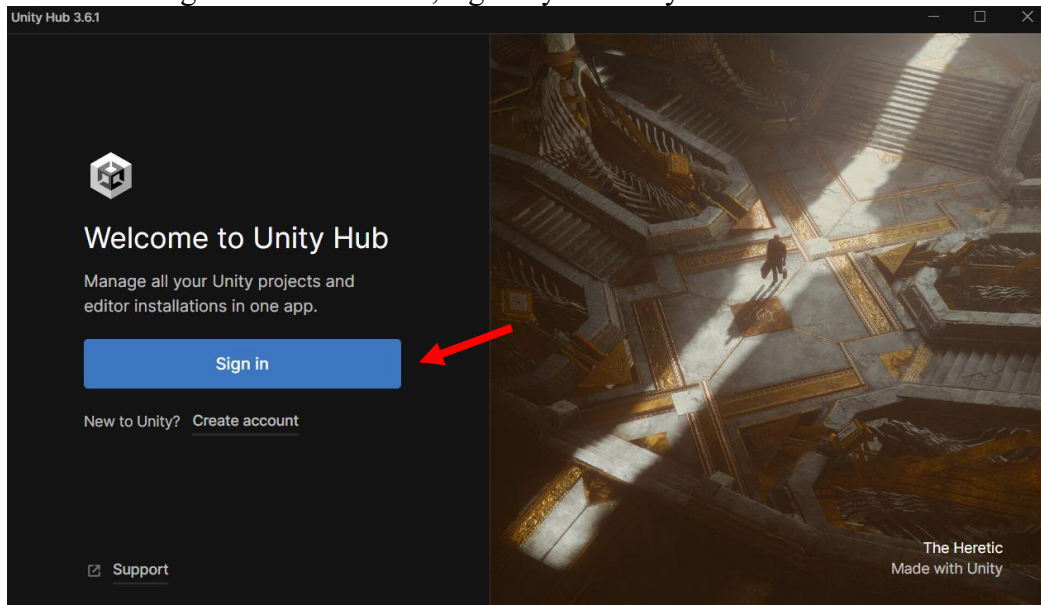 Unity Hub 3.6.1
Welcome to Unity Hub
Manage all your Unity projects and
editor installations in one app.
Sign in
New to Unity? Create account
Support
The Heretic
Made with Unity